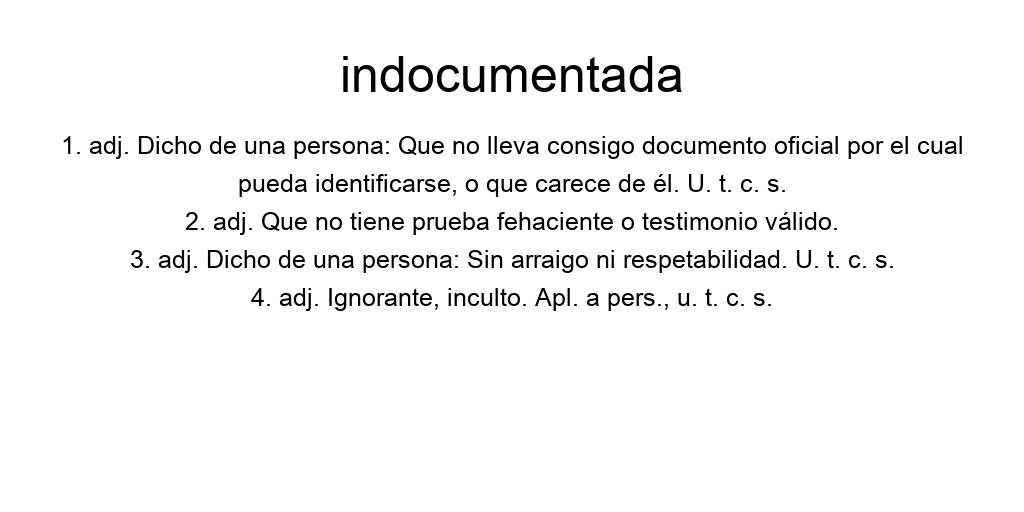 indocumentada
1. adj. Dicho de una persona: Que no lleva consigo documento oficial por el cual
pueda identificarse, o que carece de él. U. t. c. s.
2. adj. Que no tiene prueba fehaciente o testimonio válido.
3. adj. Dicho de una persona: Sin arraigo ni respetabilidad. U. t. c. s.
4. adj. Ignorante, inculto. Apl. a pers., u. t. c. s.